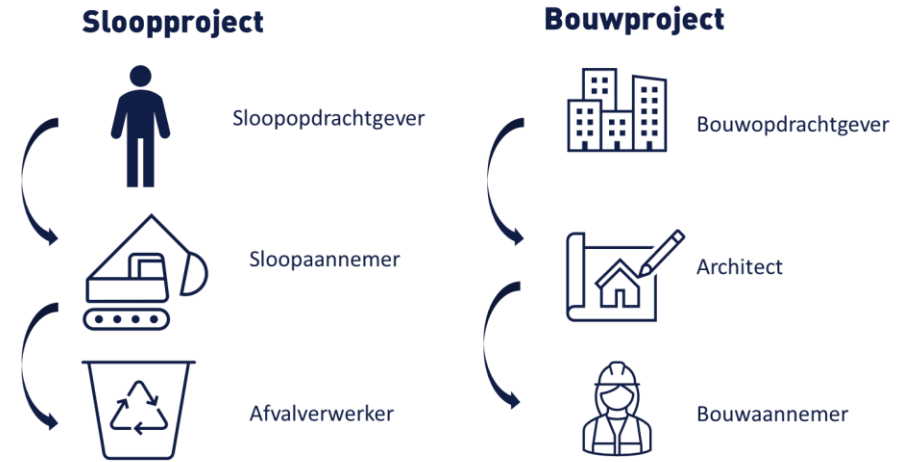 Sloopproject
Sloopopdrachtgever
Sloopaannemer
Afvalverwerker
Bouwproject
Bouwopdrachtgever
Architect
Bouwaannemer